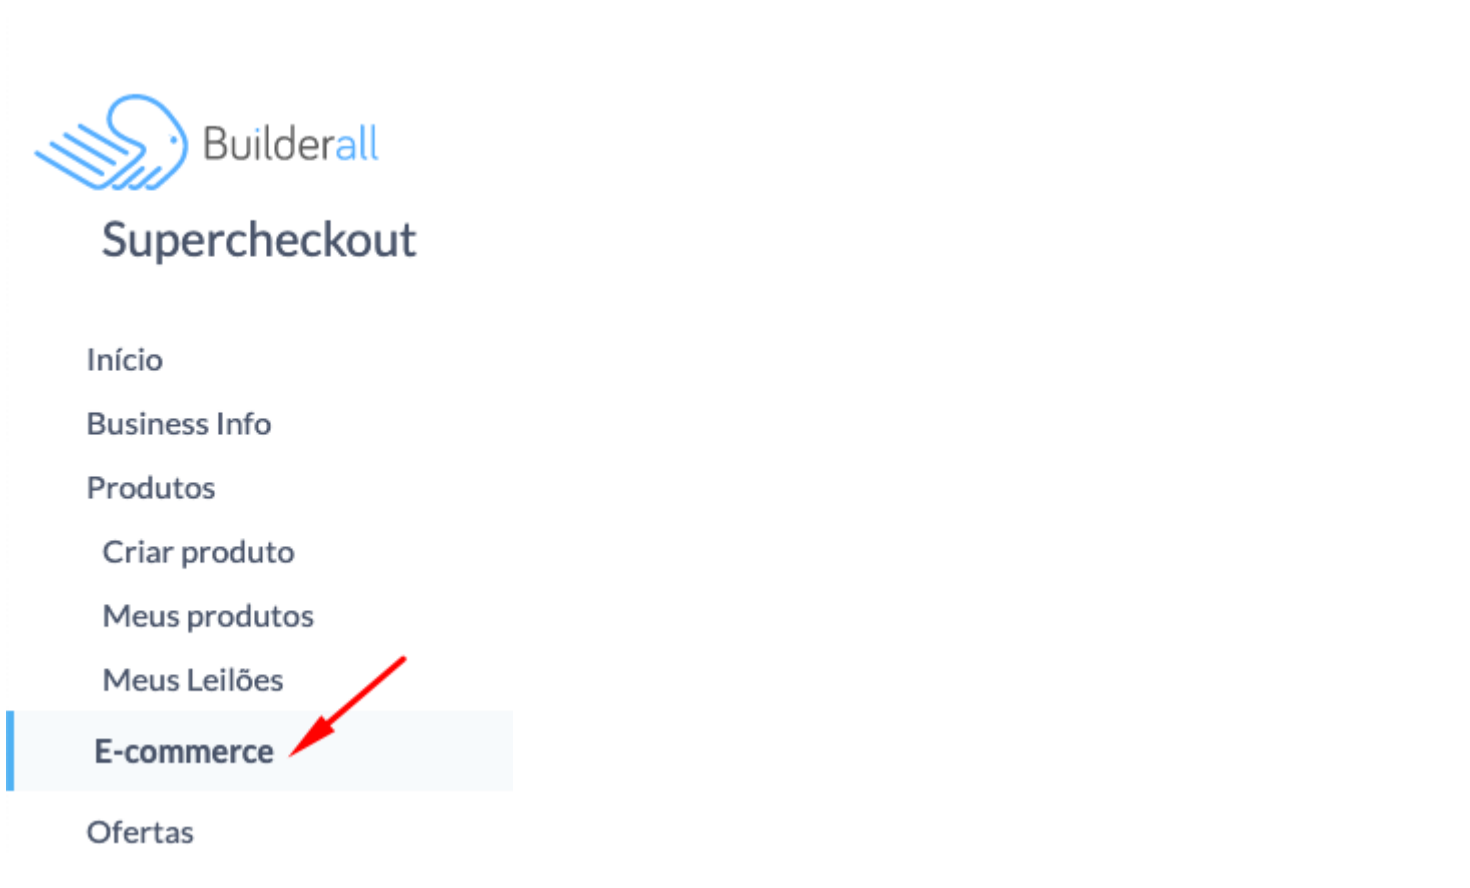 Builderall
Supercheckout
Início
Business Info
Produtos
Criar produto
Meus produtos
Meus Leilões
E-commerce
Ofertas